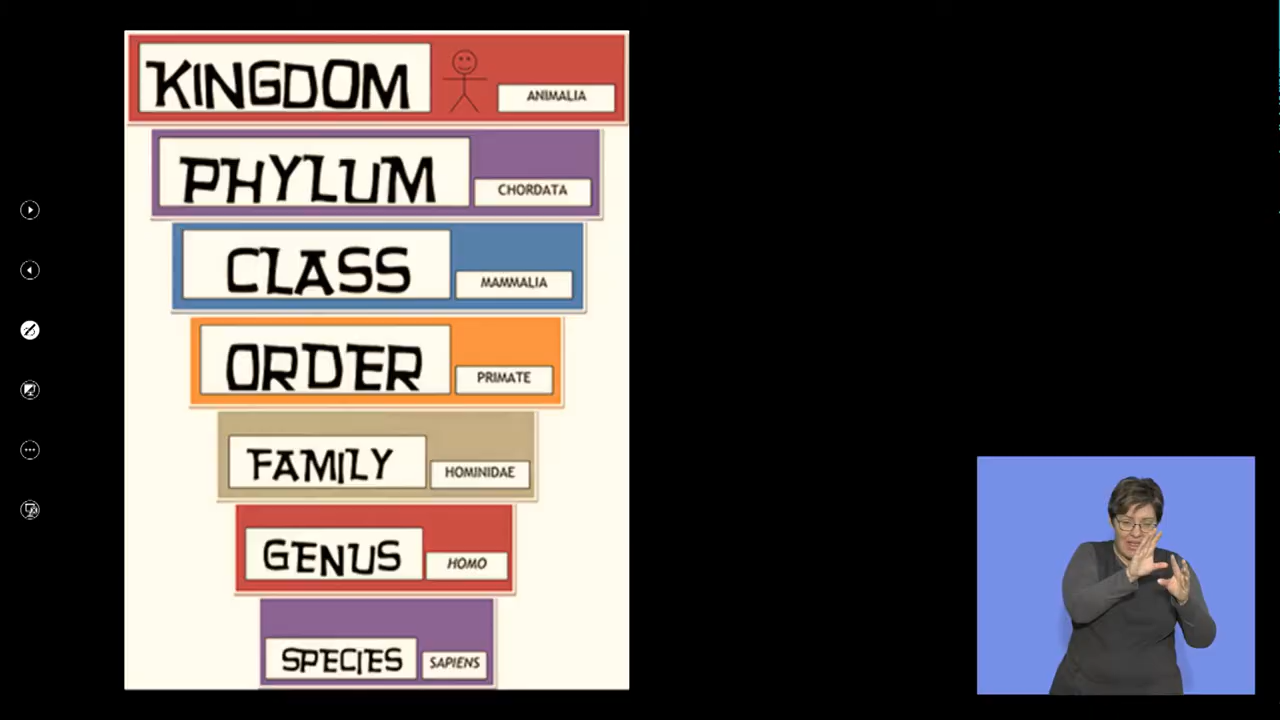 KINGDOM
ANIMALIA
PHYLUM
CHORDATA
CLASS
MAMMALIA
ORDER
PRIMATE
FAMILY
HOMINIDAE
GENUS
HOMO
SPECIES
SAPIENS